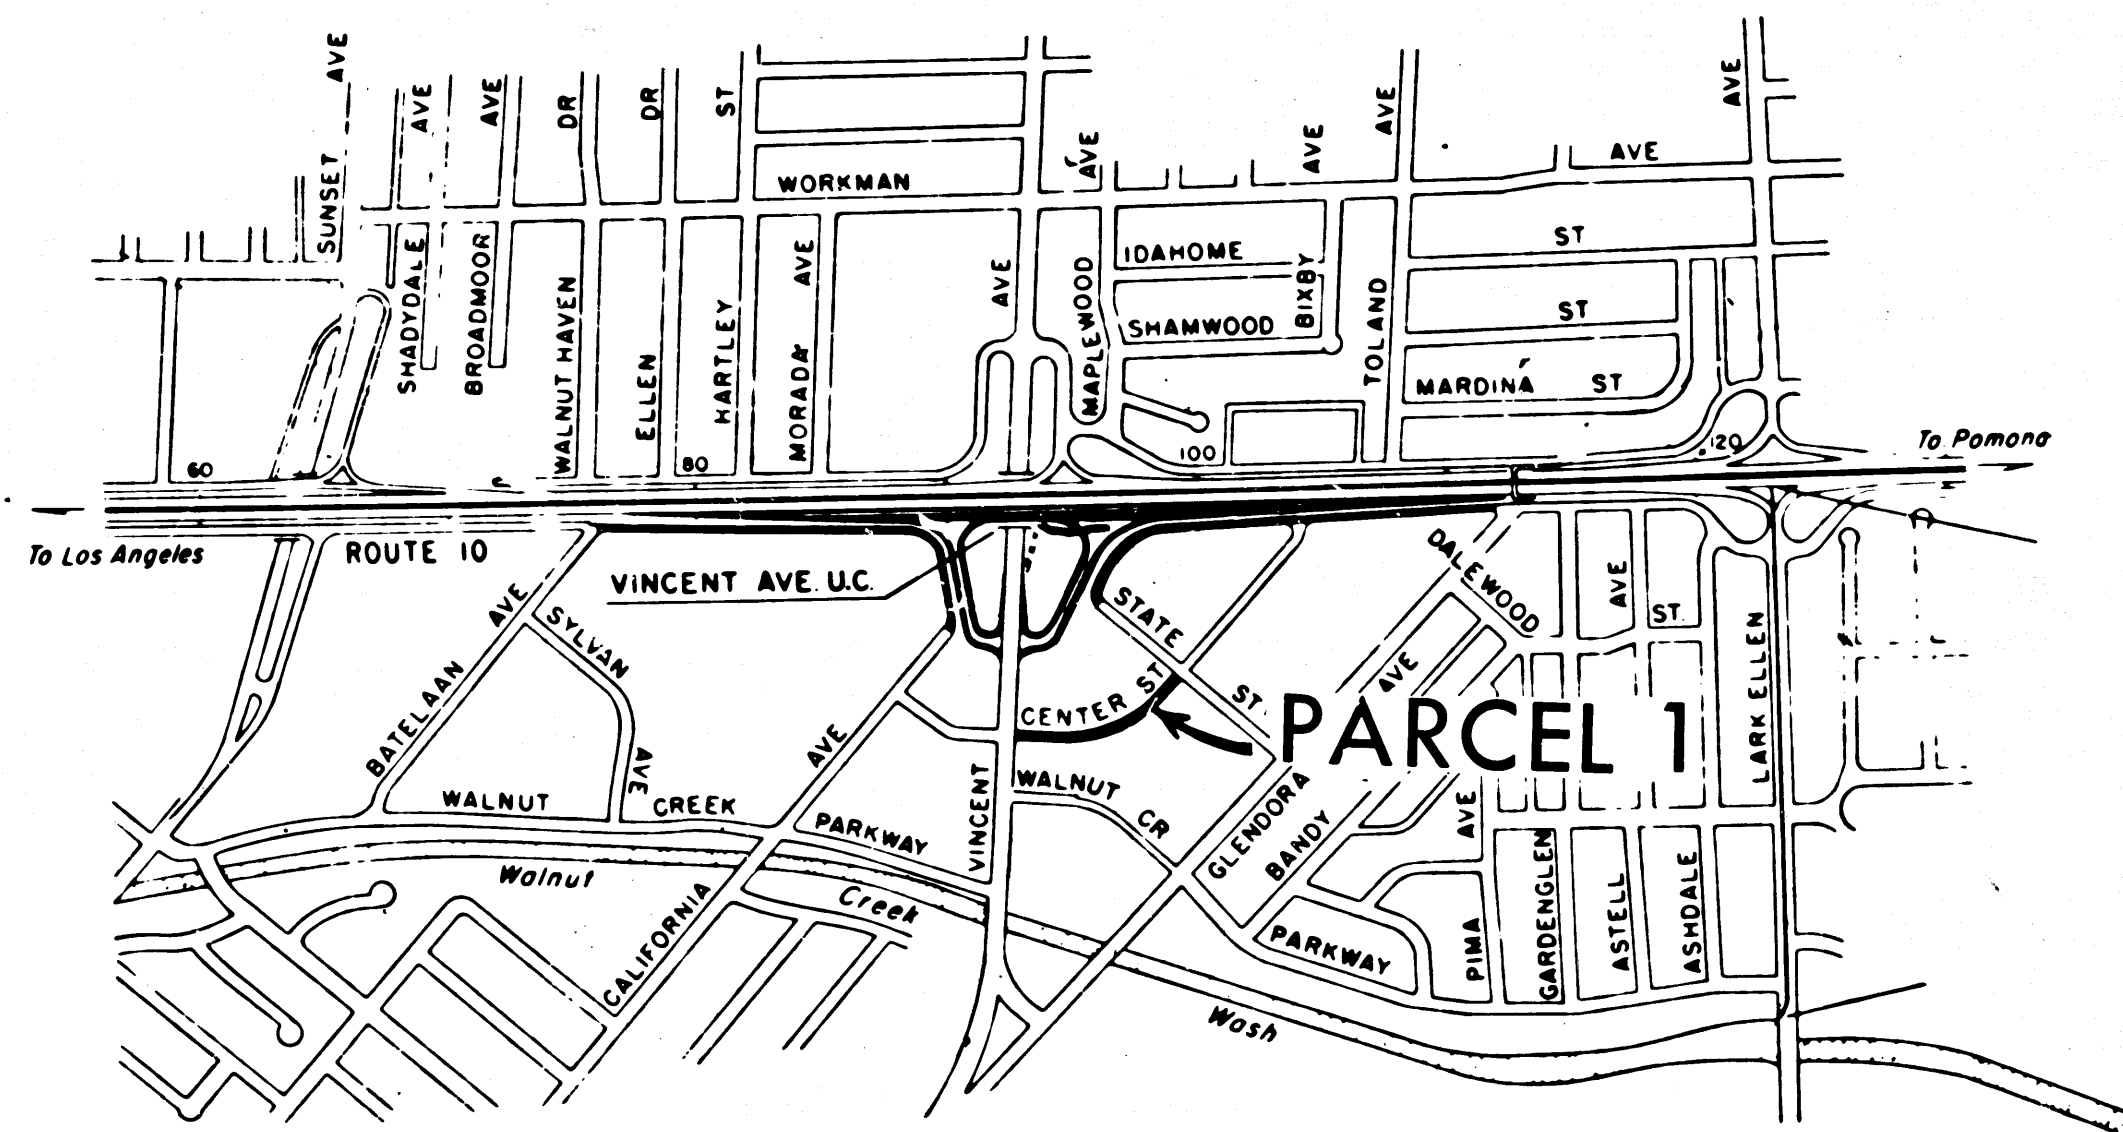 SUNSET AVE
SHADYDALE AVE
BROADMOOR AVE
WALNUT HAVEN DR
ELLEN DR
HARTLEY ST
MORADA AVE
WORKMAN AVE
AVE
MAPLEWOOD AVE
IDAHOME ST
SHAMWOOD ST
BIXBY AVE
TOLAND AVE
MARDINA ST
AVE
60
80
100
120
To Pomona
To Los Angeles
ROUTE 10
VINCENT AVE. U.C.
BATELAAN AVE
SYLVAN AVE
STATE ST.
CENTER ST
PARCEL 1
DALEWOOD ST.
AVE
LARK ELLEN
WALNUT CREEK PARKWAY
CALIFORNIA AVE
VINCENT
WALNUT CR PARKWAY
GLENDORA AVE
BANDY
PIMA AVE
GARDENGLEN
ASTELL
ASHDALE
Walnut Creek Wash